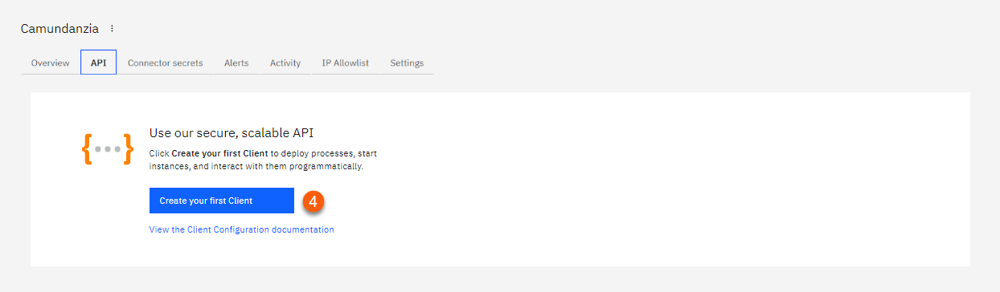 Camundanzia
Overview API Connector secrets Alerts Activity IP Allowlist Settings
Use our secure, scalable API
Click Create your first Client to deploy processes, start
instances, and interact with them programmatically.
Create your first Client
4
View the Client Configuration documentation